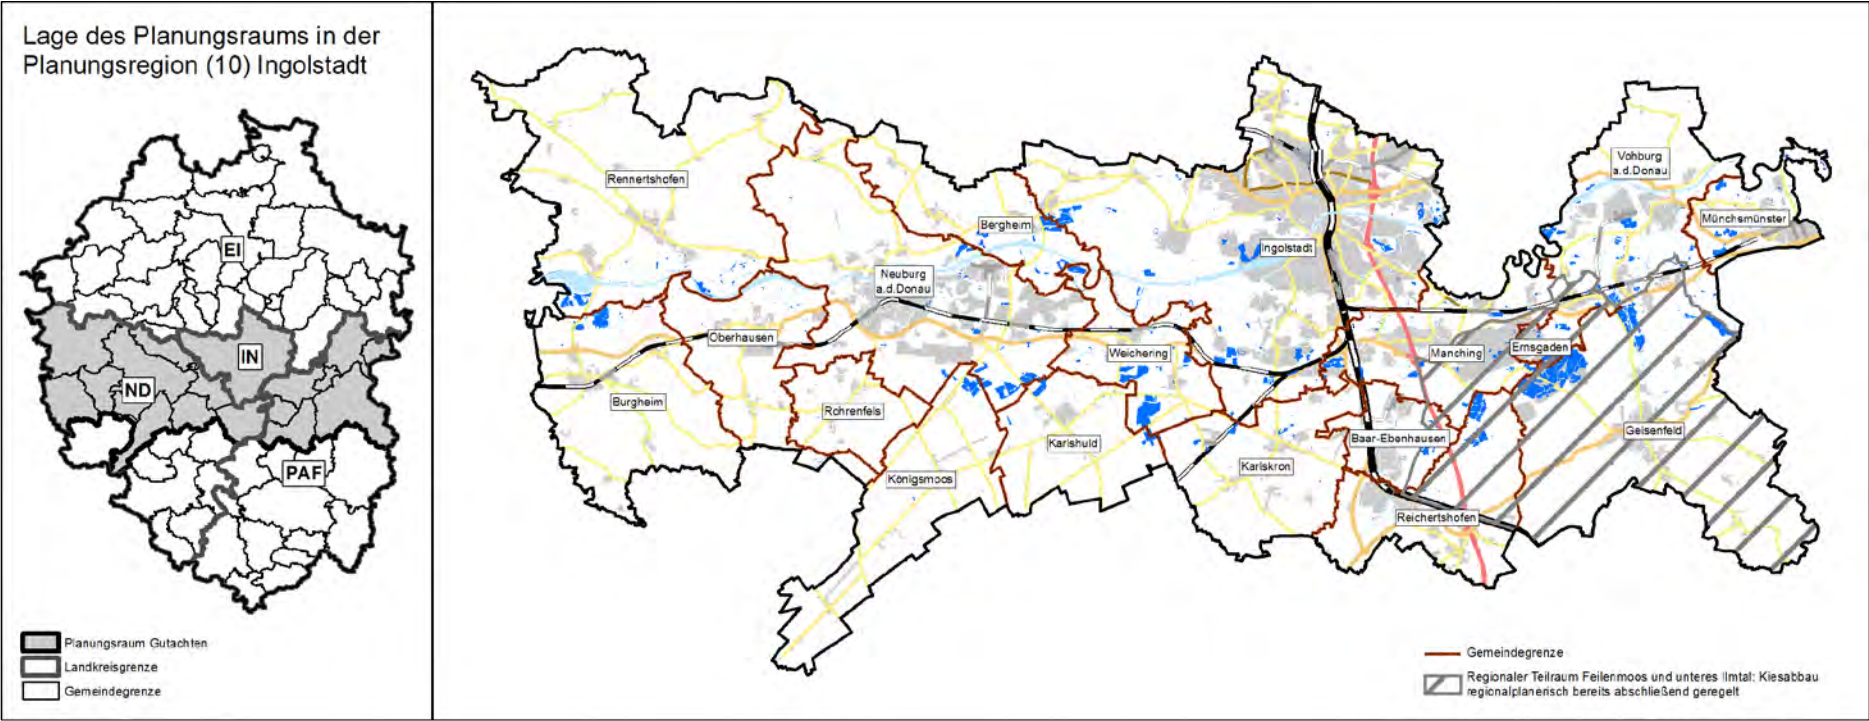 Lage des Planungsraums in der
Planungsregion (10) Ingolstadt
EI
IN
ND
PAF
Planungsraum Gutachten
Landkreisgrenze
Gemeindegrenze
Rennertshofen
Bergheim
Ingolstadt
Vohburg
a.d.Donau
Münchsmünster
Neuburg
a.d.Donau
Oberhausen
Weichering
Manching
Ernsgaden
Burgheim
Rohrenfels
Karlshuld
Baar-Ebenhausen
Geisenfeld
Königsmoos
Karlskron
Reichertshofen
Gemeindegrenze
Regionaler Teilraum Feilenmoos und unteres Ilmtal: Kiesabbau
regionalplanerisch bereits abschließend geregelt